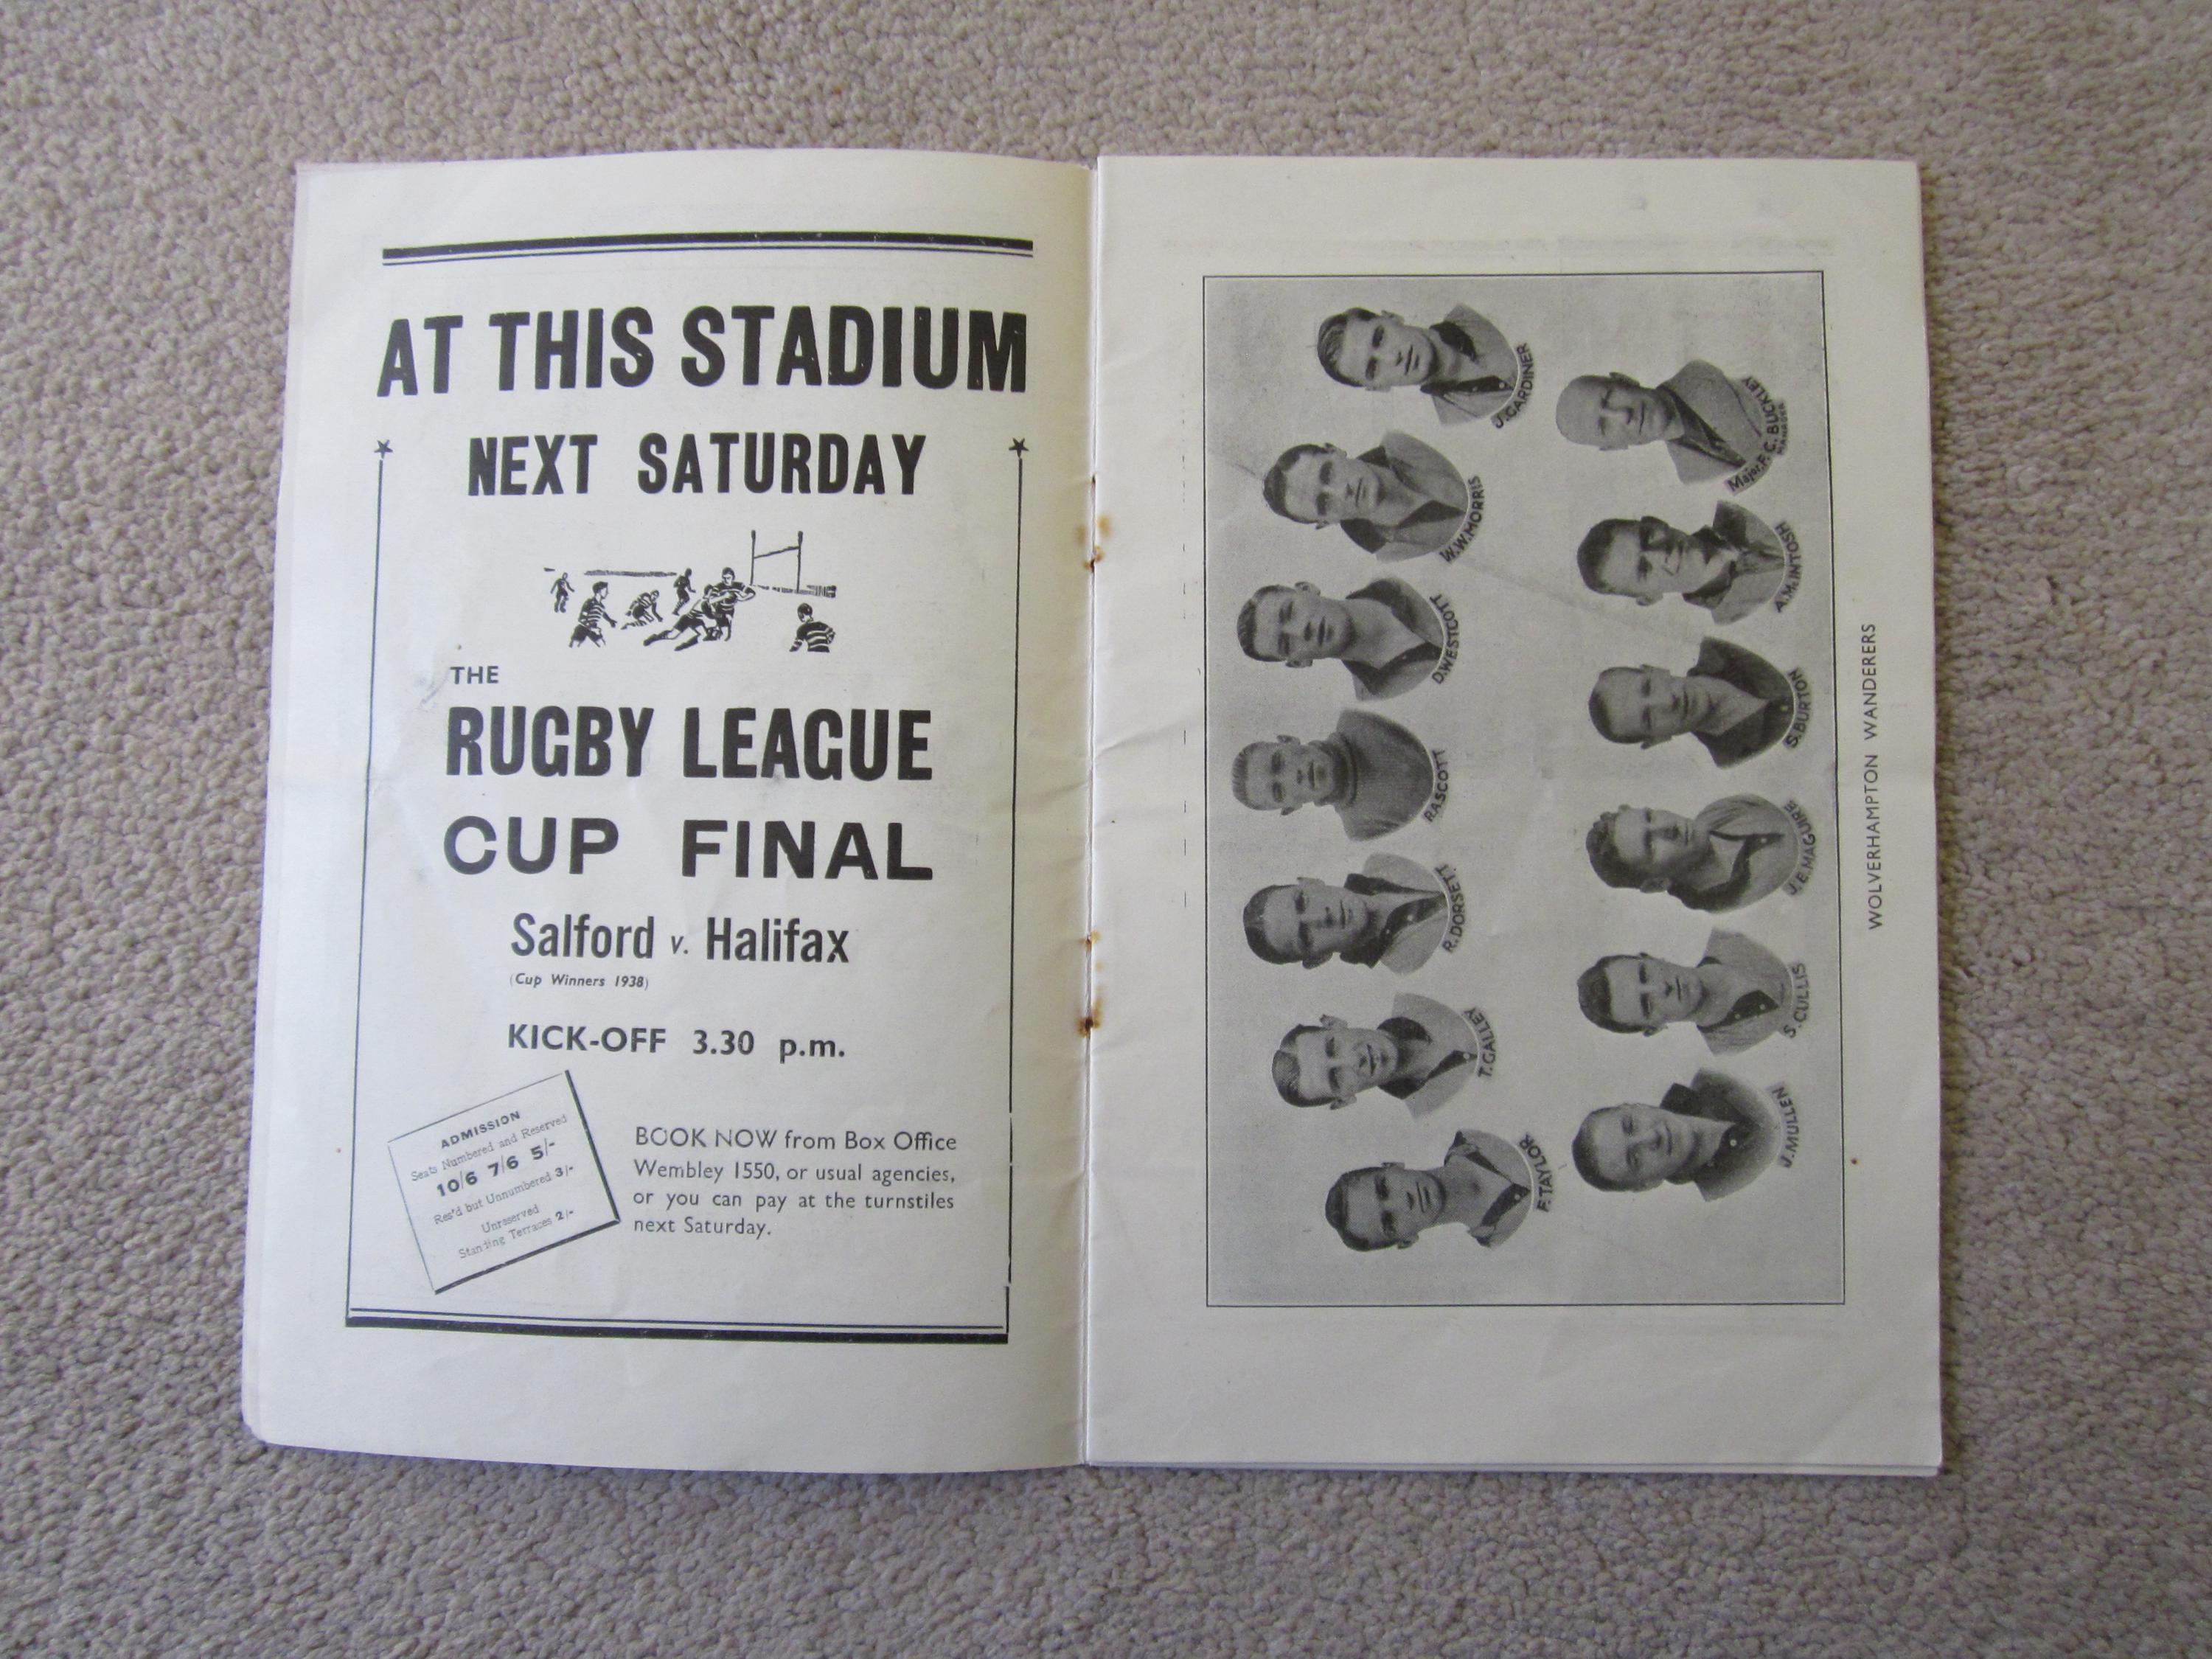 AT THIS STADIUM
NEXT SATURDAY
THE
RUGBY LEAGUE
CUP FINAL
Salford v. Halifax
(Cup Winners 1938)
KICK-OFF 3.30 p.m.
ADMISSION
Seats Numbered and Reserved
10/6 7/6 5/-
Res'd but Unnumbered 3/-
Unreserved
Standing Terraces 2/-
BOOK NOW from Box Office
Wembley 1550, or usual agencies,
or you can pay at the turnstiles
next Saturday.
F. TAYLOR
T. GALLEY
R. DORSETT
R.A. SCOTT
D. WESTCOTT
W.W. MORRIS
J. GARDINER
J. MULLEN
S. CULLIS
J.E. MAGUIRE
S. BURTON
A. McINTOSH
Major F. C. BUCKLEY
MANAGER
WOLVERHAMPTON WANDERERS